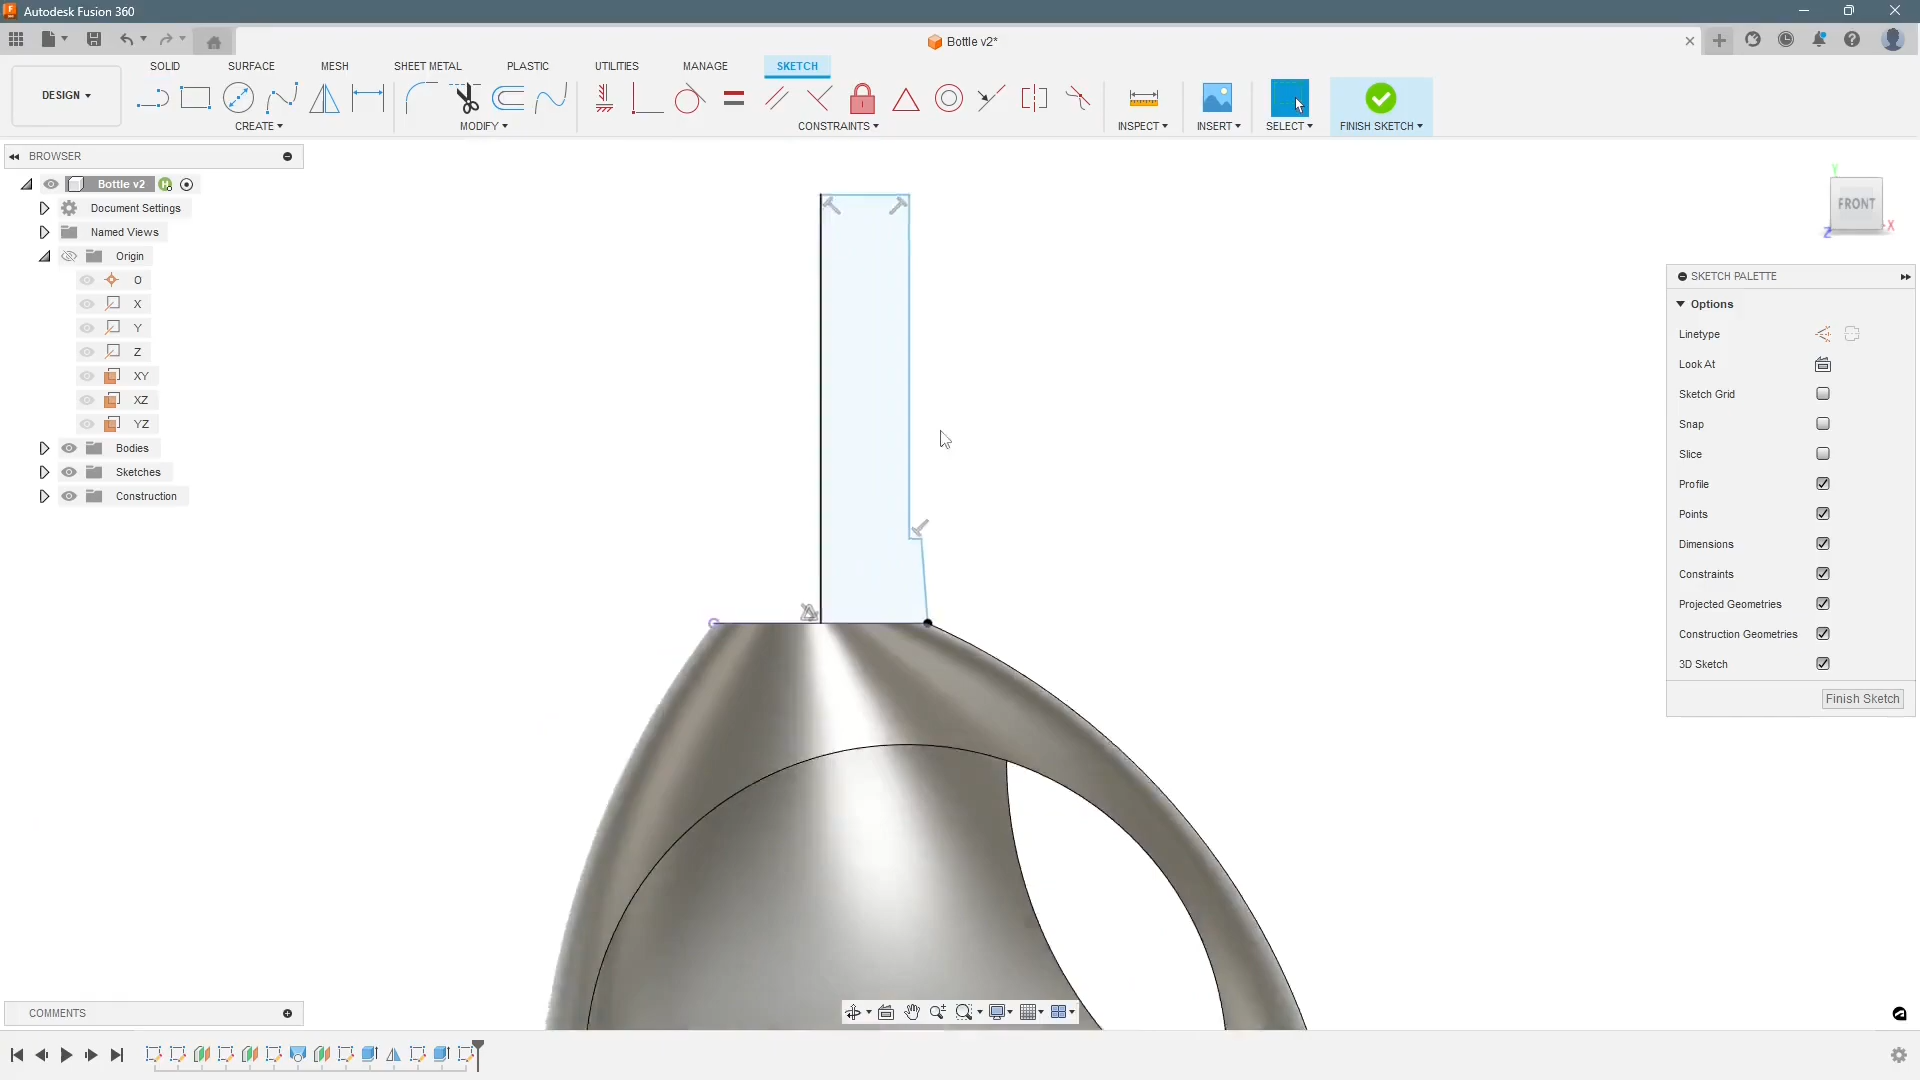 Autodesk Fusion 360
Bottle v2*
SOLID SURFACE MESH SHEET METAL PLASTIC UTILITIES MANAGE SKETCH
DESIGN
CREATE MODIFY CONSTRAINTS INSPECT INSERT SELECT FINISH SKETCH
BROWSER
Bottle v2
Document Settings
Named Views
Origin
O
X
Y
Z
XY
XZ
YZ
Bodies
Sketches
Construction
Y
FRONT
X
Z
SKETCH PALETTE
Options
Linetype
Look At
Sketch Grid
Snap
Slice
Profile
Points
Dimensions
Constraints
Projected Geometries
Construction Geometries
3D Sketch
Finish Sketch
COMMENTS